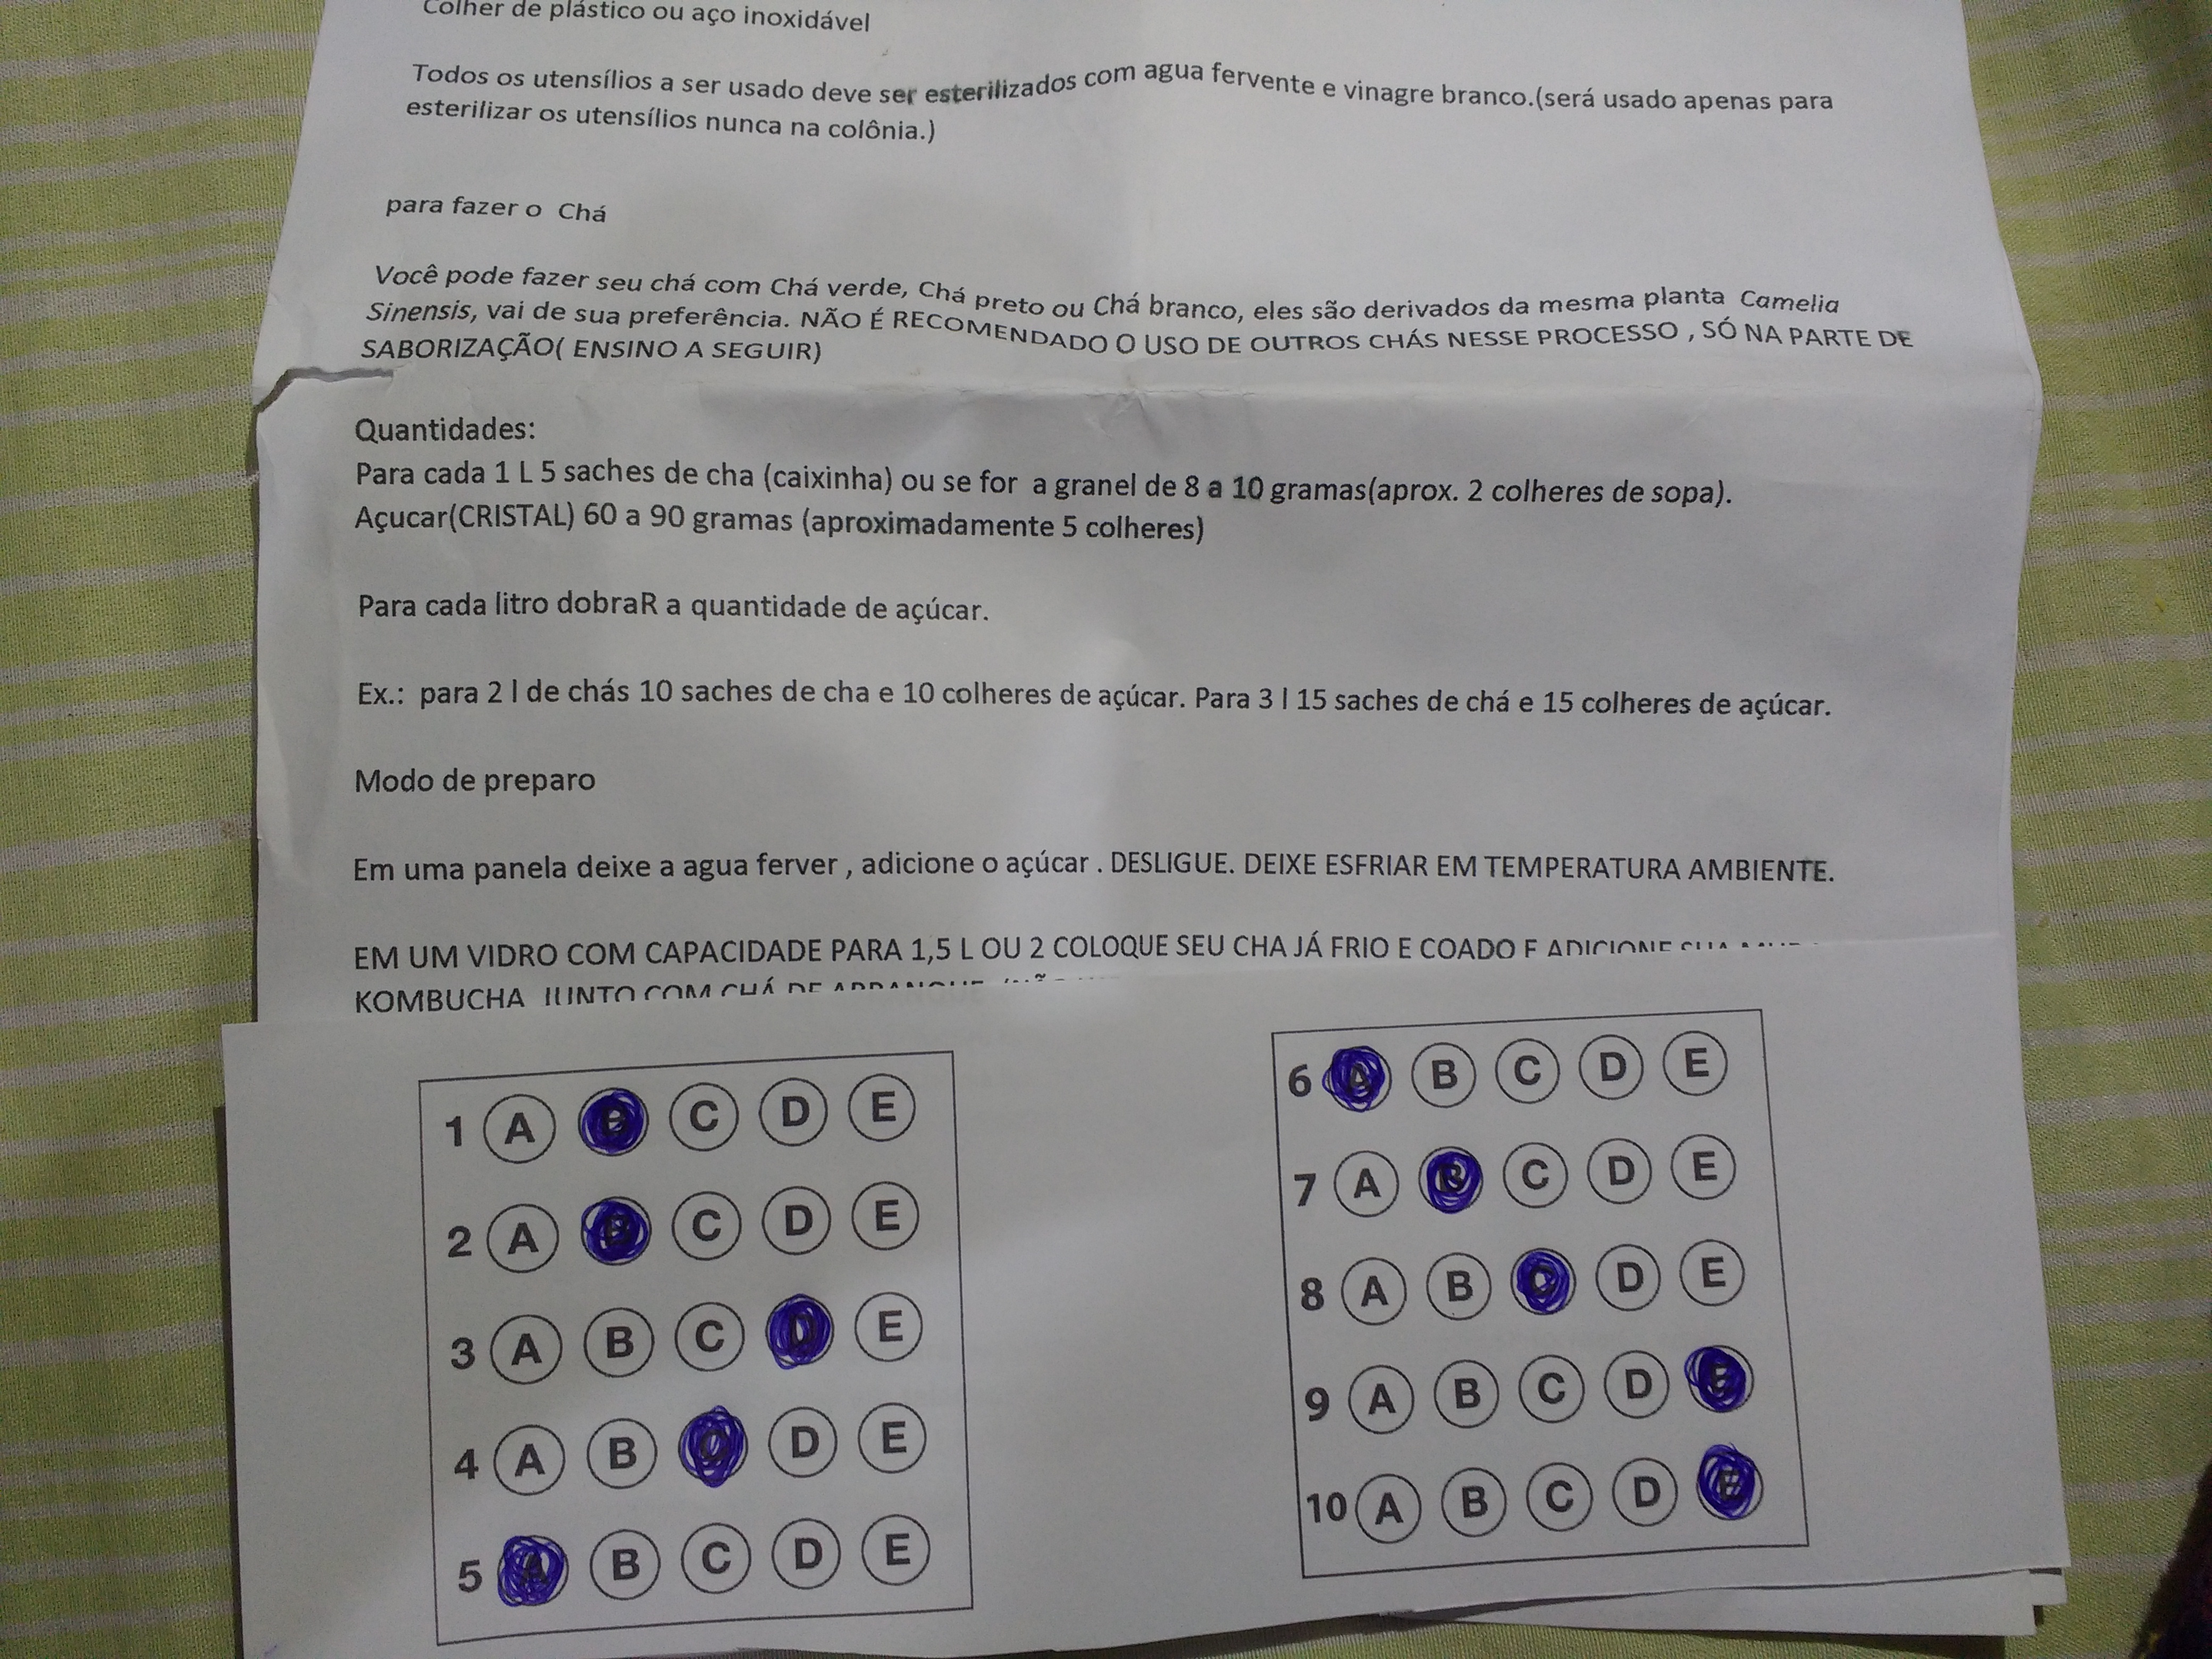 Colher de plástico ou aço inoxidável
Todos os utensílios a ser usado deve ser esterilizados com agua fervente e vinagre branco.(será usado apenas para
esterilizar os utensílios nunca na colônia.)
para fazer o Chá
Você pode fazer seu chá com Chá verde, Chá preto ou Chá branco, eles são derivados da mesma planta Camelia
Sinensis, vai de sua preferência. NÃO É RECOMENDADO O USO DE OUTROS CHÁS NESSE PROCESSO , SÓ NA PARTE DE
SABORIZAÇÃO( ENSINO A SEGUIR)
Quantidades:
Para cada 1 L 5 saches de cha (caixinha) ou se for a granel de 8 a 10 gramas(aprox. 2 colheres de sopa).
Açucar(CRISTAL) 60 a 90 gramas (aproximadamente 5 colheres)
Para cada litro dobraR a quantidade de açúcar.
Ex.: para 2 l de chás 10 saches de cha e 10 colheres de açúcar. Para 3 l 15 saches de chá e 15 colheres de açúcar.
Modo de preparo
Em uma panela deixe a agua ferver , adicione o açúcar . DESLIGUE. DEIXE ESFRIAR EM TEMPERATURA AMBIENTE.
EM UM VIDRO COM CAPACIDADE PARA 1,5 L OU 2 COLOQUE SEU CHA JÁ FRIO E COADO E ADICIONE SUA
KOMBUCHA JUNTO COM CHÁ DE ARRANQUE
1 A B C D E
2 A B C D E
3 A B C D E
4 A B C D E
5 A B C D E
6 A B C D E
7 A B C D E
8 A B C D E
9 A B C D E
10 A B C D E